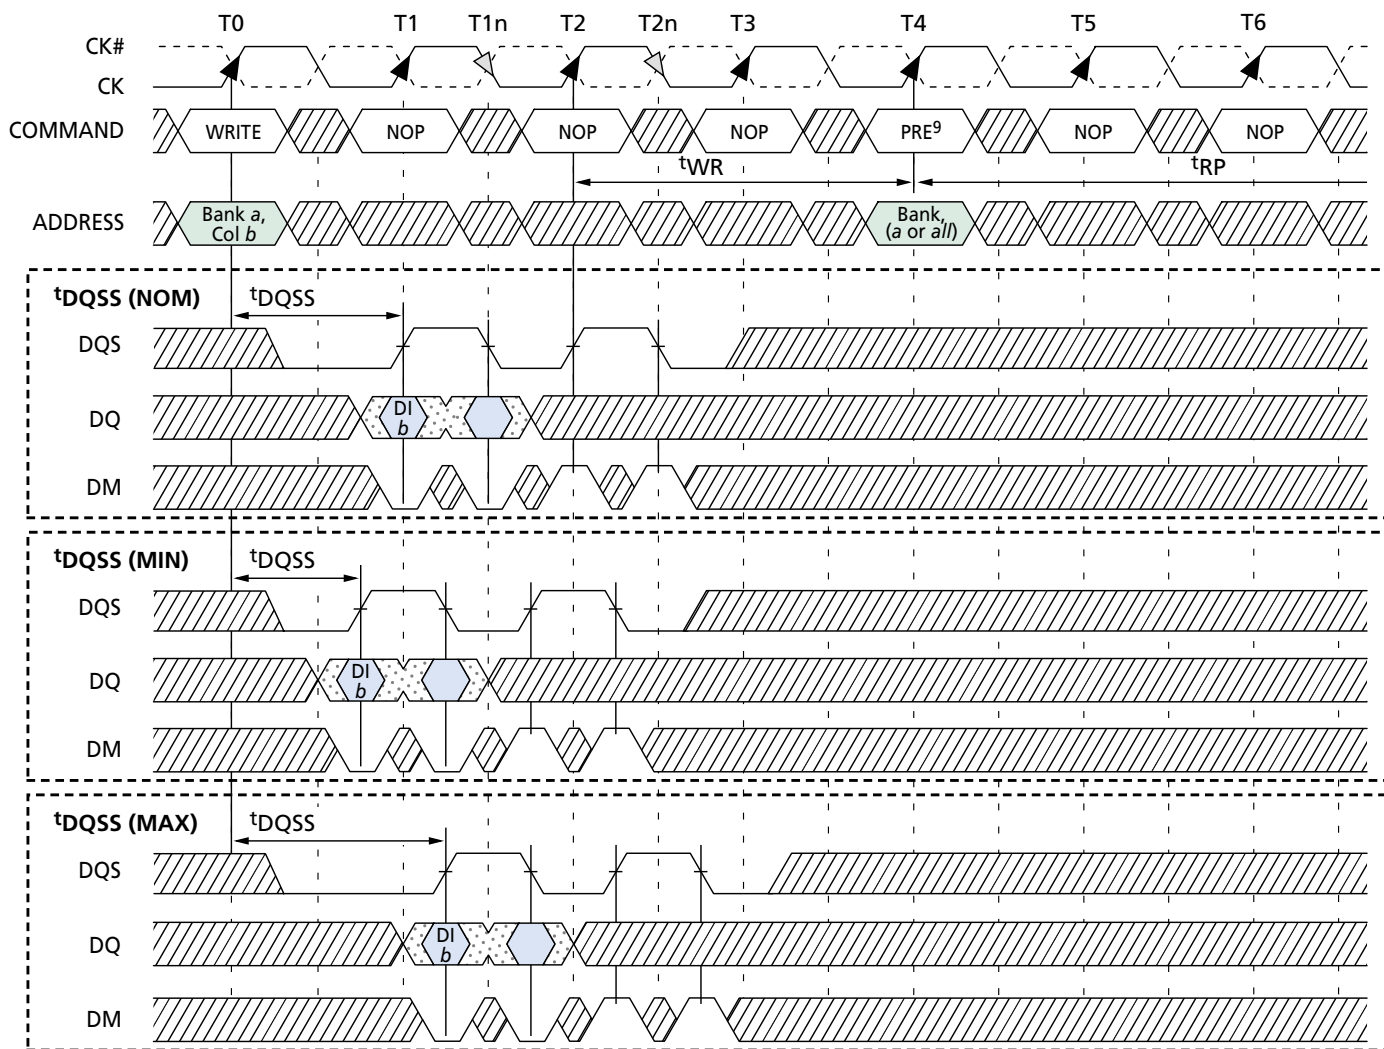 T0 T1 T1n T2 T2n T3 T4 T5 T6
CK#
CK
COMMAND WRITE NOP NOP NOP PRE9 NOP NOP
tWR tRP
ADDRESS Bank a, Col b Bank, (a or all)
tDQSS (NOM) tDQSS
DQS
DQ DI b
DM
tDQSS (MIN) tDQSS
DQS
DQ DI b
DM
tDQSS (MAX) tDQSS
DQS
DQ DI b
DM